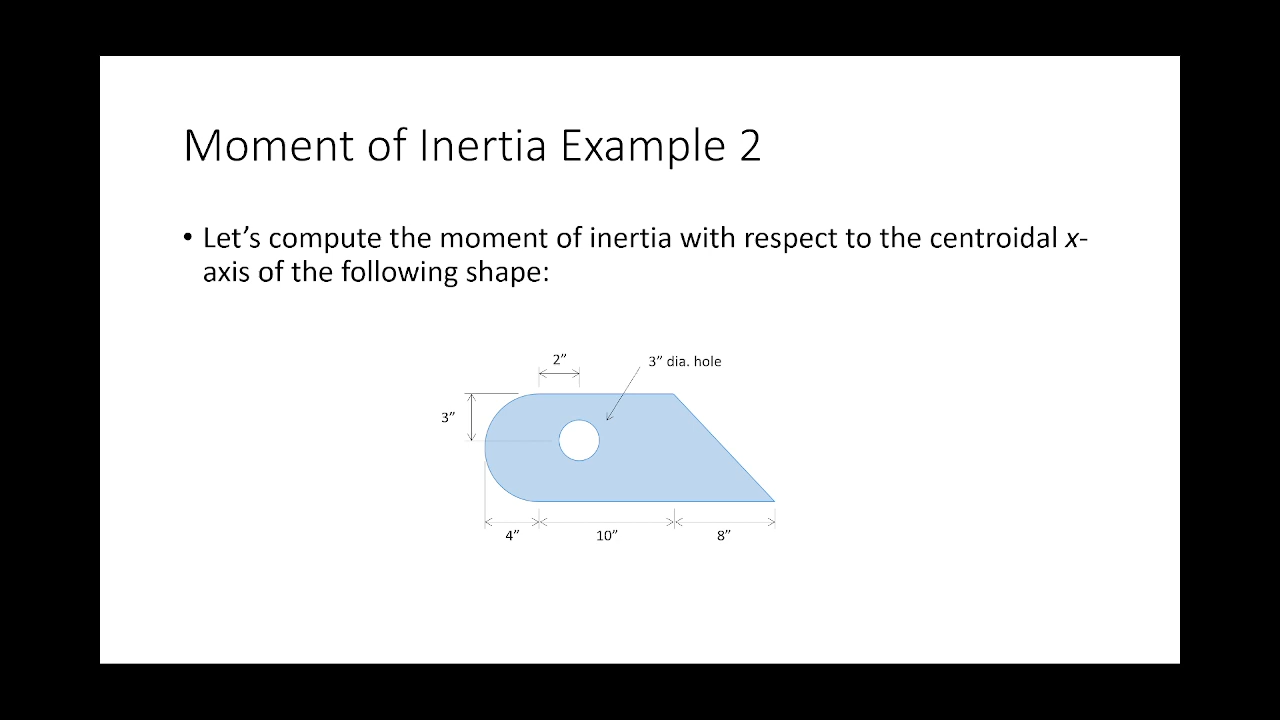 Moment of Inertia Example 2
• Let’s compute the moment of inertia with respect to the centroidal x-
axis of the following shape:
2”
3” dia. hole
3”
4”
10”
8”